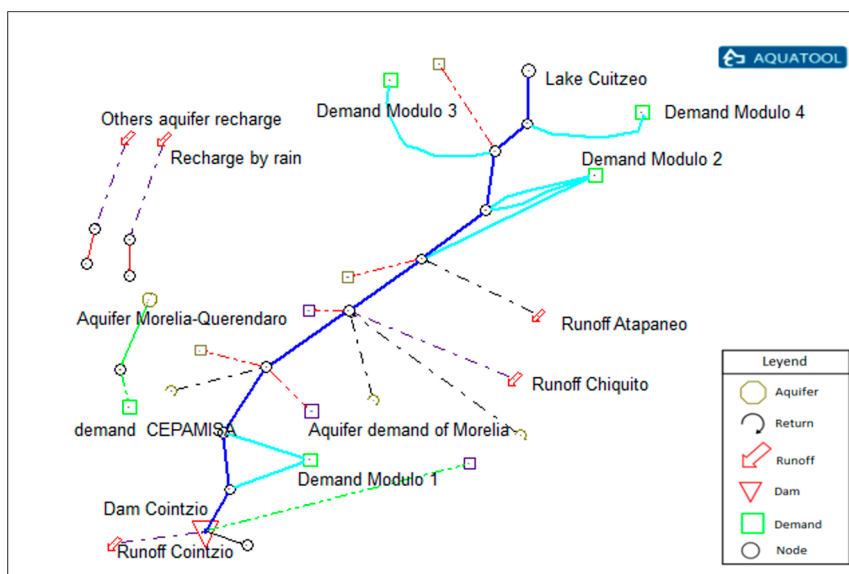 AQUATOOL
Lake Cuitzeo
Demand Modulo 3
Demand Modulo 4
Others aquifer recharge
Recharge by rain
Demand Modulo 2
Aquifer Morelia-Querendaro
Runoff Atapaneo
Runoff Chiquito
demand CEPAMISA
Aquifer demand of Morelia
Demand Modulo 1
Dam Cointzio
Runoff Cointzio
Leyend
Aquifer
Return
Runoff
Dam
Demand
Node